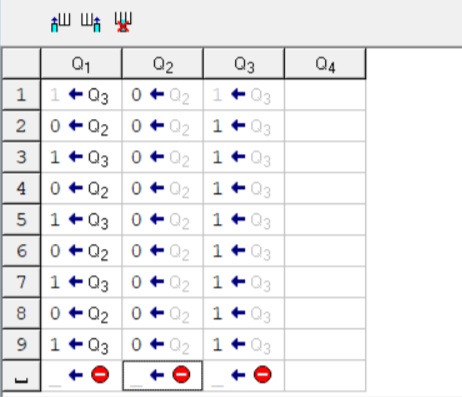 Q₁ Q₂ Q₃ Q₄
1 1 ← Q₃ 0 ← Q₂ 1 ← Q₃
2 0 ← Q₂ 0 ← Q₂ 1 ← Q₃
3 1 ← Q₃ 0 ← Q₂ 1 ← Q₃
4 0 ← Q₂ 0 ← Q₂ 1 ← Q₃
5 1 ← Q₃ 0 ← Q₂ 1 ← Q₃
6 0 ← Q₂ 0 ← Q₂ 1 ← Q₃
7 1 ← Q₃ 0 ← Q₂ 1 ← Q₃
8 0 ← Q₂ 0 ← Q₂ 1 ← Q₃
9 1 ← Q₃ 0 ← Q₂ 1 ← Q₃
␣ _ ← ⛔ _ ← ⛔ _ ← ⛔